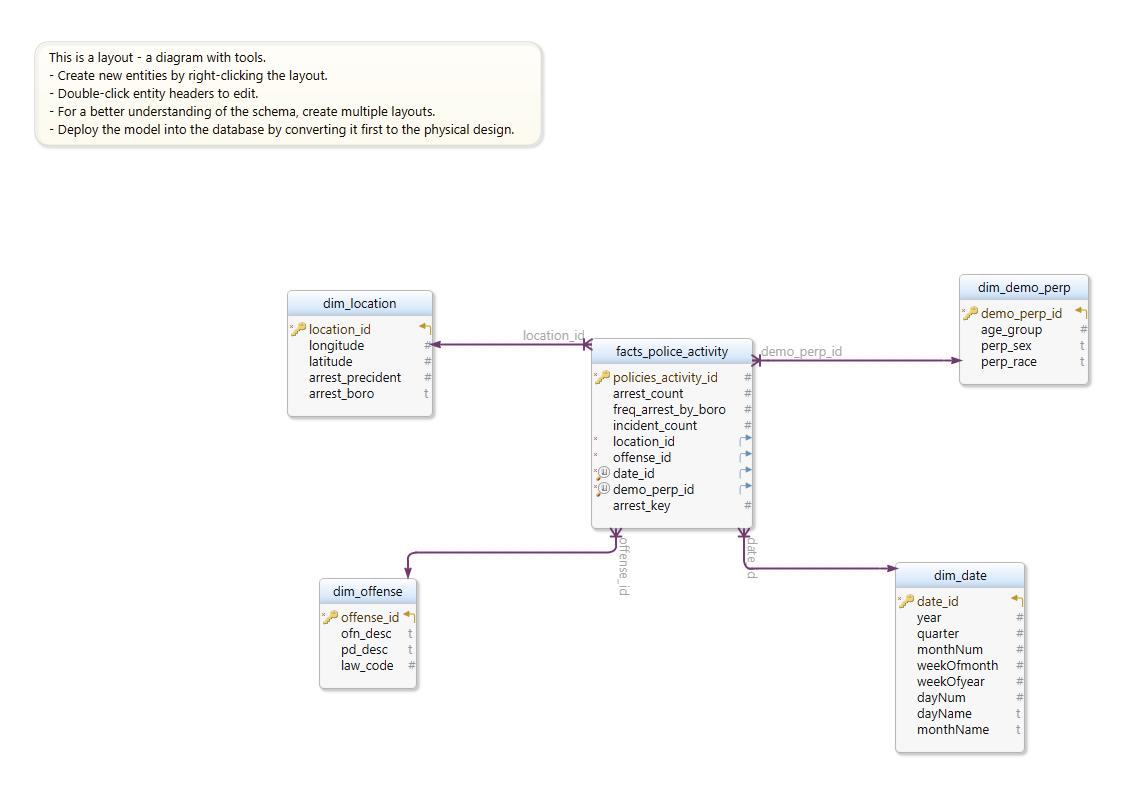 This is a layout - a diagram with tools.
- Create new entities by right-clicking the layout.
- Double-click entity headers to edit.
- For a better understanding of the schema, create multiple layouts.
- Deploy the model into the database by converting it first to the physical design.
dim_location
location_id
longitude #
latitude #
arrest_precident #
arrest_boro t
location_id
facts_police_activity
policies_activity_id #
arrest_count #
freq_arrest_by_boro #
incident_count #
location_id
offense_id
date_id
demo_perp_id
arrest_key #
demo_perp_id
dim_demo_perp
demo_perp_id
age_group #
perp_sex t
perp_race t
offense_id
dim_offense
offense_id
ofn_desc t
pd_desc t
law_code #
date_id
dim_date
date_id
year #
quarter #
monthNum #
weekOfmonth #
weekOfyear #
dayNum #
dayName t
monthName t